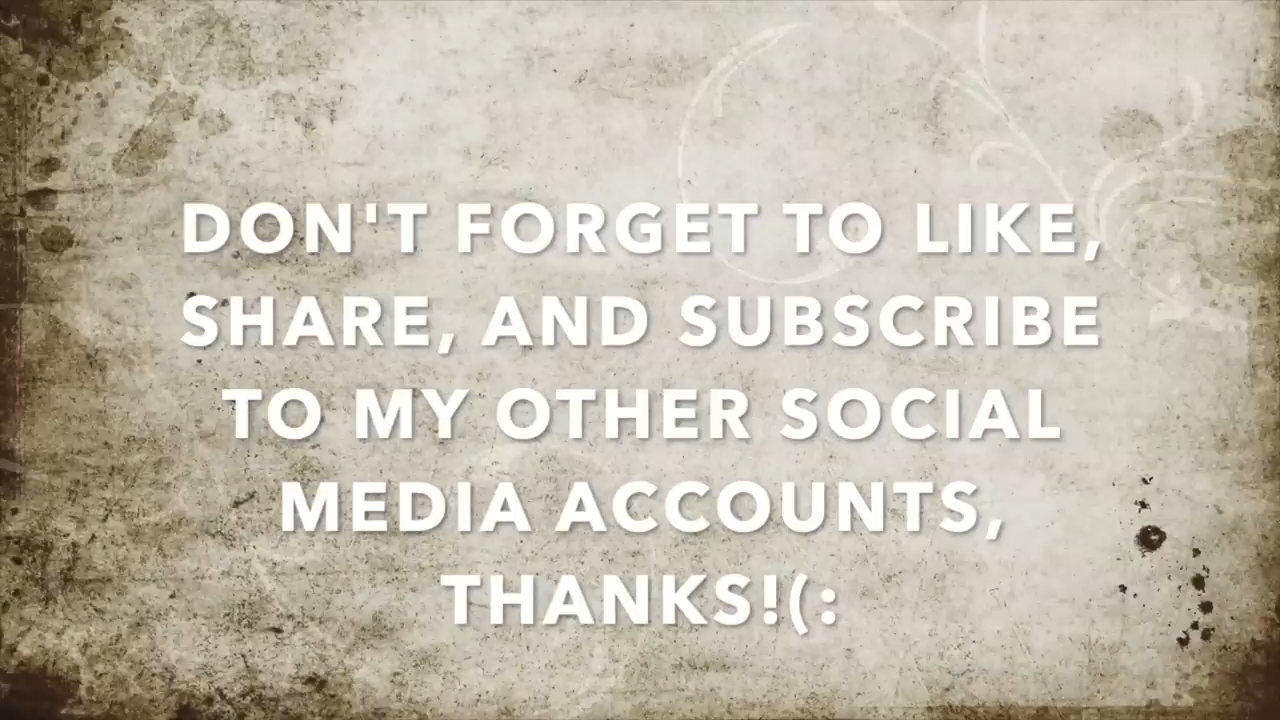 DON'T FORGET TO LIKE,
SHARE, AND SUBSCRIBE
TO MY OTHER SOCIAL
MEDIA ACCOUNTS,
THANKS!(: